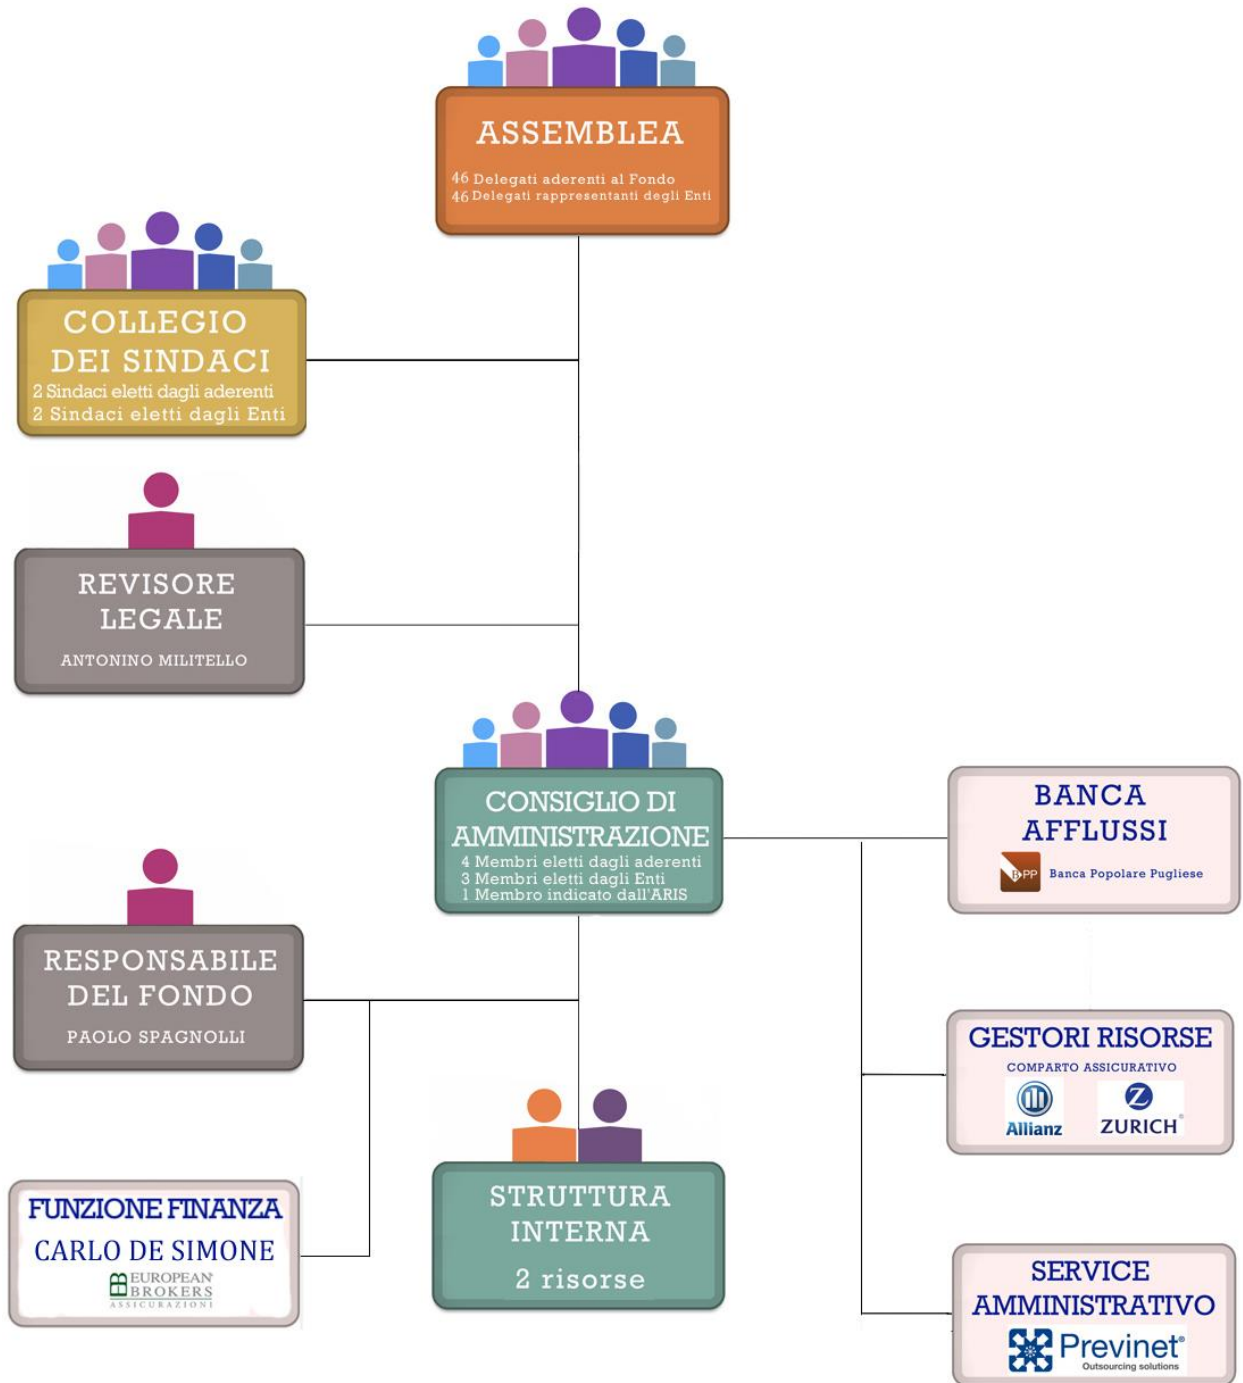 ASSEMBLEA
46 Delegati aderenti al Fondo
46 Delegati rappresentanti degli Enti
COLLEGIO
DEI SINDACI
2 Sindaci eletti dagli aderenti
2 Sindaci eletti dagli Enti
REVISORE
LEGALE
ANTONINO MILITELLO
CONSIGLIO DI
AMMINISTRAZIONE
4 Membri eletti dagli aderenti
3 Membri eletti dagli Enti
1 Membro indicato dall'ARIS
BANCA
AFFLUSSI
BPP Banca Popolare Pugliese
RESPONSABILE
DEL FONDO
PAOLO SPAGNOLLI
GESTORI RISORSE
COMPARTO ASSICURATIVO
Allianz
Z
ZURICH®
FUNZIONE FINANZA
CARLO DE SIMONE
EB EUROPEAN®
BROKERS
ASSICURAZIONI
STRUTTURA
INTERNA
2 risorse
SERVICE
AMMINISTRATIVO
Previnet®
Outsourcing solutions